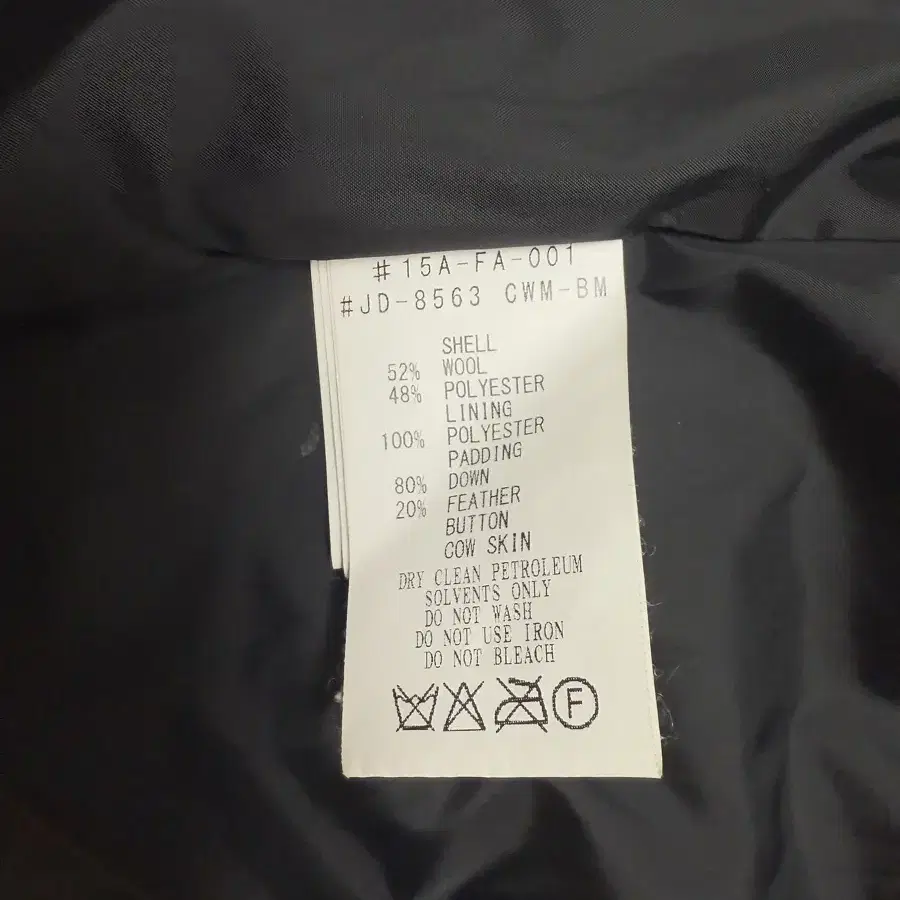 #15A-FA-001
#JD-8563 CWM-BM
SHELL
52% WOOL
48% POLYESTER
LINING
100% POLYESTER
PADDING
80% DOWN
20% FEATHER
BUTTON
COW SKIN
DRY CLEAN PETROLEUM
SOLVENTS ONLY
DO NOT WASH
DO NOT USE IRON
DO NOT BLEACH
F